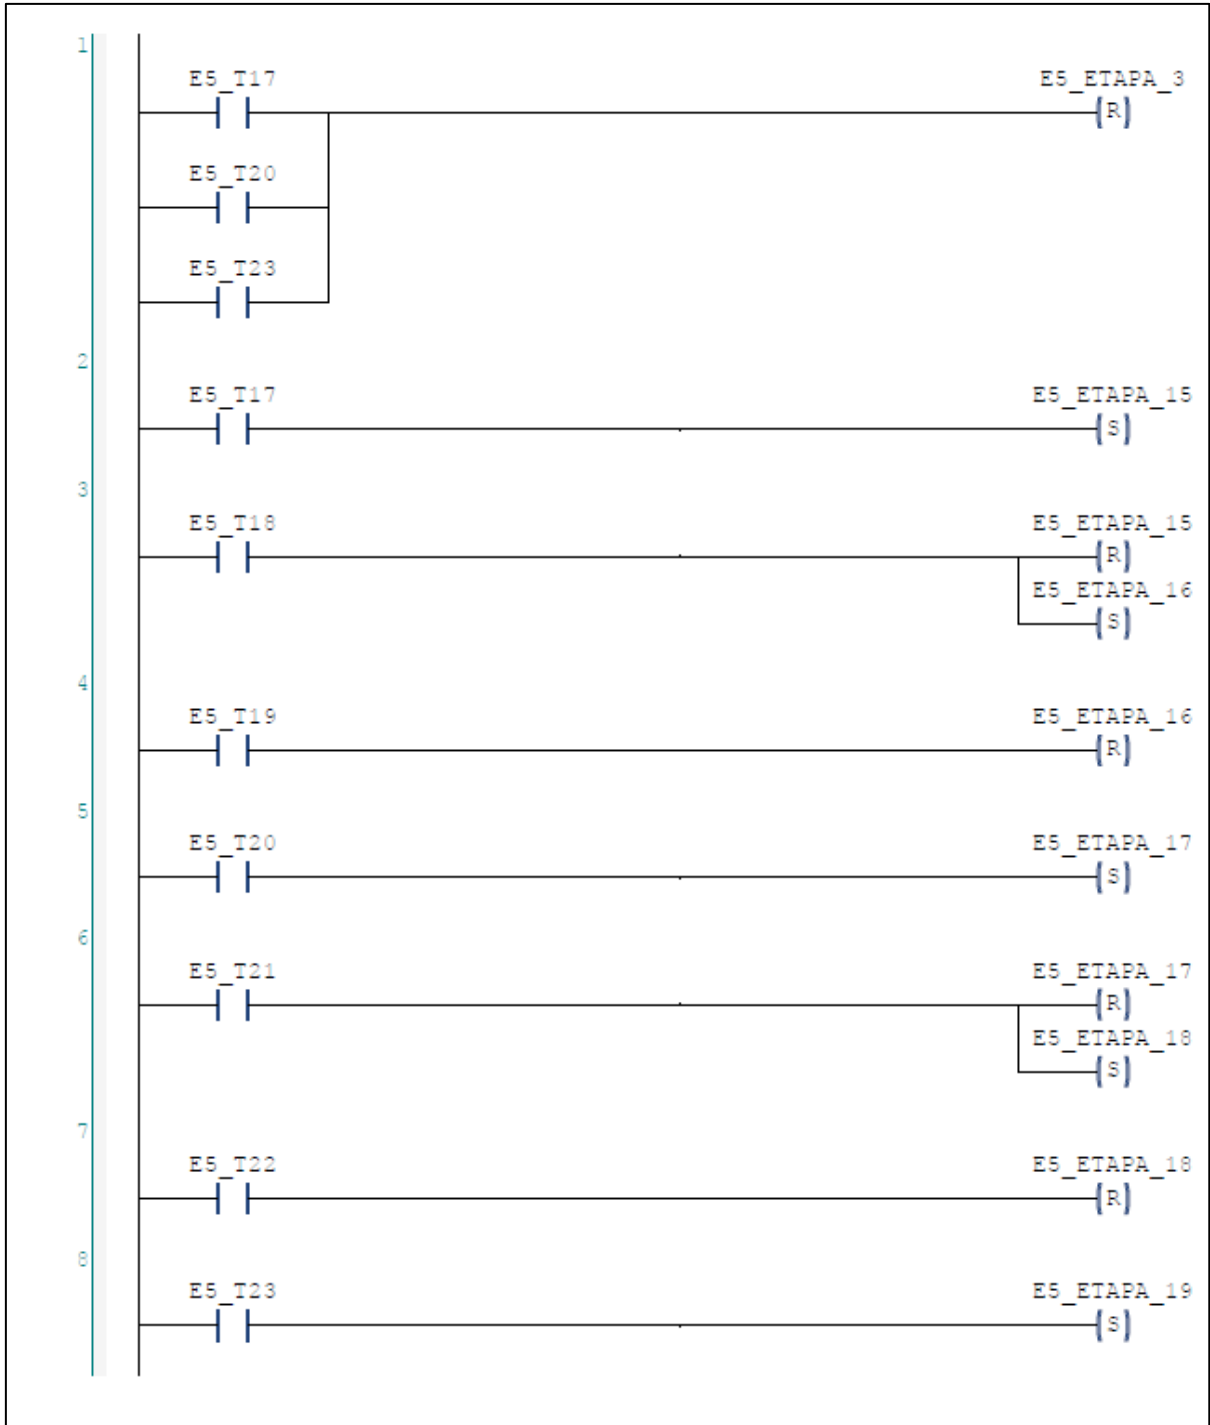 1
E5_T17 E5_ETAPA_3
(R)
E5_T20
E5_T23
2
E5_T17 E5_ETAPA_15
(S)
3
E5_T18 E5_ETAPA_15
(R)
E5_ETAPA_16
(S)
4
E5_T19 E5_ETAPA_16
(R)
5
E5_T20 E5_ETAPA_17
(S)
6
E5_T21 E5_ETAPA_17
(R)
E5_ETAPA_18
(S)
7
E5_T22 E5_ETAPA_18
(R)
8
E5_T23 E5_ETAPA_19
(S)